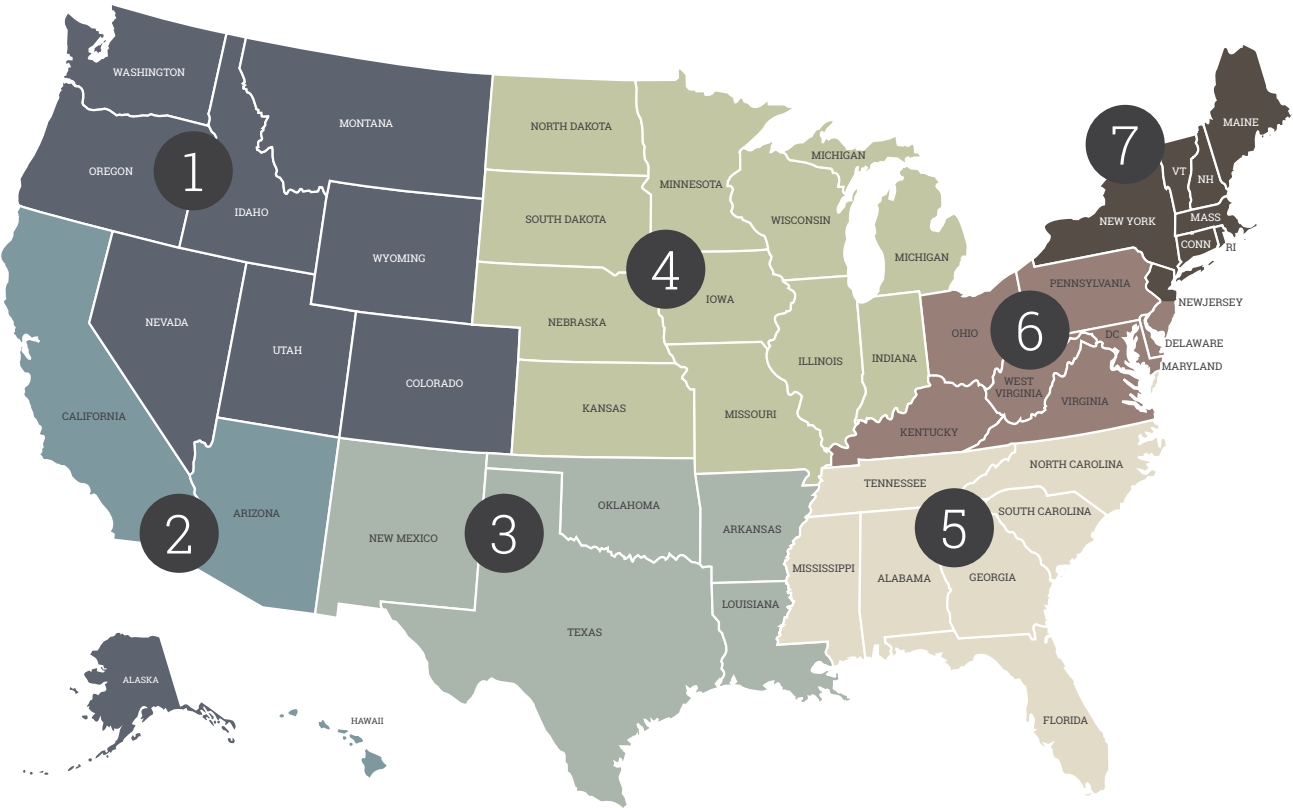 WASHINGTON
MONTANA
OREGON
1
IDAHO
WYOMING
NEVADA
UTAH
COLORADO
CALIFORNIA
2
ARIZONA
NEW MEXICO
3
OKLAHOMA
ARKANSAS
LOUISIANA
TEXAS
NORTH DAKOTA
MINNESOTA
SOUTH DAKOTA
WISCONSIN
MICHIGAN
MICHIGAN
4
IOWA
NEBRASKA
ILLINOIS
INDIANA
KANSAS
MISSOURI
OHIO
6
PENNSYLVANIA
DC
WEST
VIRGINIA
VIRGINIA
KENTUCKY
NEWJERSEY
DELAWARE
MARYLAND
7
MAINE
VT
NH
NEW YORK
MASS
CONN
RI
TENNESSEE
NORTH CAROLINA
SOUTH CAROLINA
5
MISSISSIPPI
ALABAMA
GEORGIA
FLORIDA
ALASKA
HAWAII